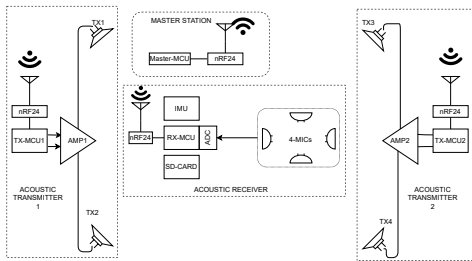 TX1
MASTER STATION
TX3
Master-MCU
nRF24
nRF24
TX-MCU1
AMP1
ACOUSTIC
TRANSMITTER
1
TX2
IMU
nRF24
RX-MCU
ADC
4-MICs
SD-CARD
ACOUSTIC RECEIVER
nRF24
AMP2
TX-MCU2
ACOUSTIC
TRANSMITTER
2
TX4